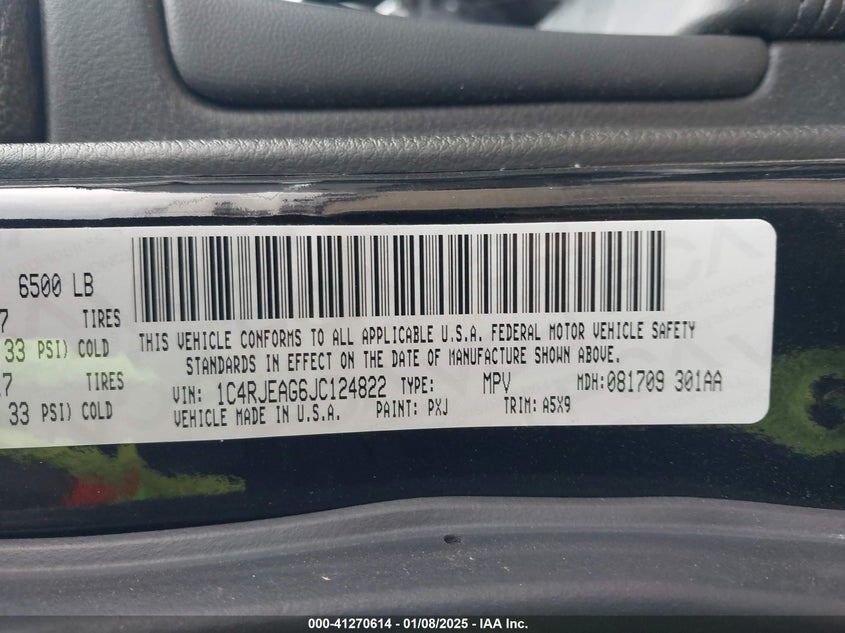 6500 LB
7 TIRES
33 PSI) COLD
17 TIRES
33 PSI) COLD
THIS VEHICLE CONFORMS TO ALL APPLICABLE U.S.A. FEDERAL MOTOR VEHICLE SAFETY
STANDARDS IN EFFECT ON THE DATE OF MANUFACTURE SHOWN ABOVE.
VIN: 1C4RJEAG6JC124822 TYPE: MPV MDH: 081709 301AA
VEHICLE MADE IN U.S.A. PAINT: PXJ TRIM: A5X9
000-41270614 - 01/08/2025 - IAA Inc.